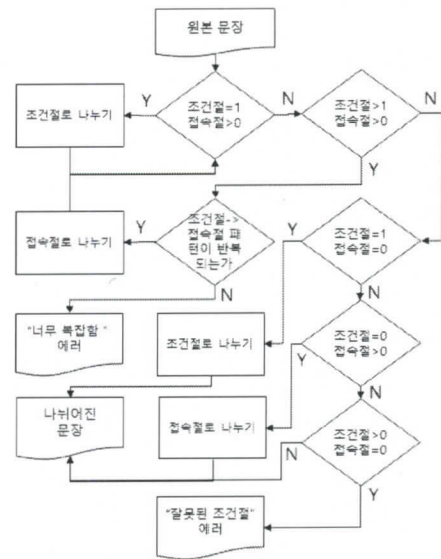 원본 문장
조건절로 나누기
Y
조건절=1
접속절>0
N
조건절>1
접속절>0
N
Y
접속절로 나누기
Y
조건절->
접속절 패
턴이 반복
되는가
N
Y
조건절=1
접속절=0
N
"너무 복잡함"
에러
조건절로 나누기
Y
조건절=0
접속절>0
N
나뉘어진
문장
접속절로 나누기
N
조건절>0
접속절=0
Y
"잘못된 조건절"
에러